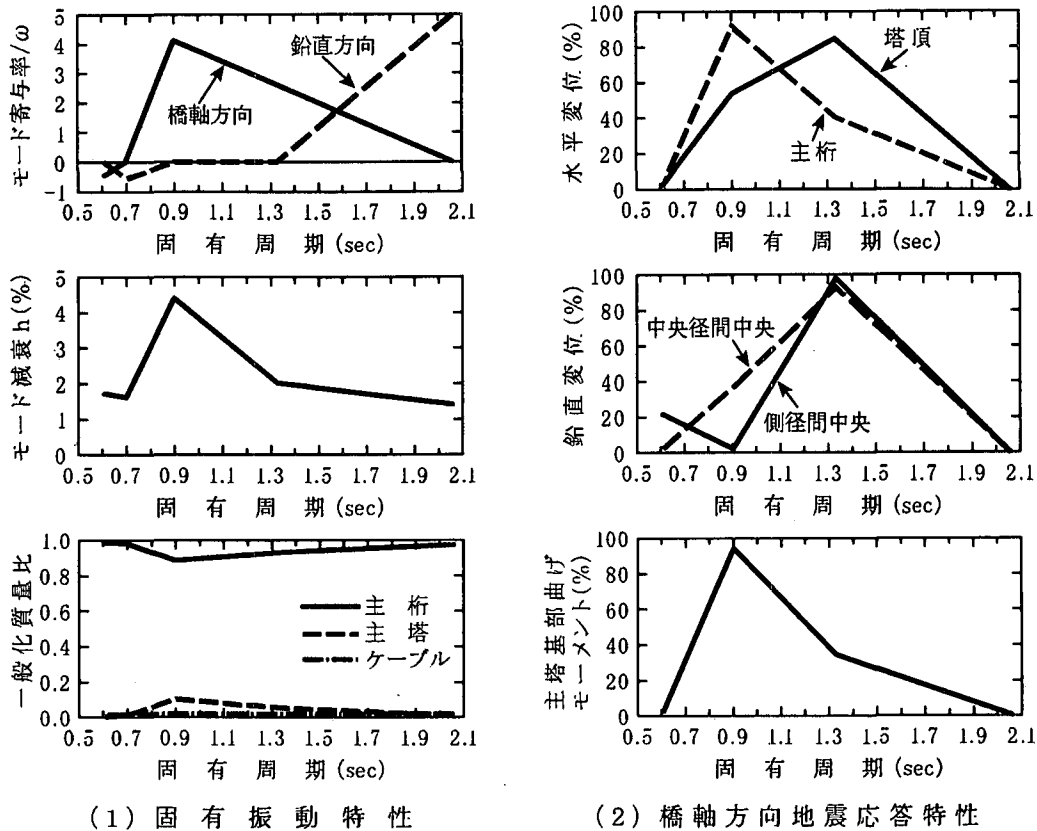 モード寄与率/ω
5
4
3
2
1
0
-1
鉛直方向
橋軸方向
0.5 0.7 0.9 1.1 1.3 1.5 1.7 1.9 2.1
固有周期(sec)
モード減衰h(%)
5
4
3
2
1
0
0.5 0.7 0.9 1.1 1.3 1.5 1.7 1.9 2.1
固有周期(sec)
一般化質量比
1.0
0.8
0.6
0.4
0.2
0.0
主桁
主塔
ケーブル
0.5 0.7 0.9 1.1 1.3 1.5 1.7 1.9 2.1
固有周期(sec)
(1)固有振動特性
水平変位(%)
100
80
60
40
20
0
塔頂
主桁
0.5 0.7 0.9 1.1 1.3 1.5 1.7 1.9 2.1
固有周期(sec)
鉛直変位(%)
100
80
60
40
20
0
中央径間中央
側径間中央
0.5 0.7 0.9 1.1 1.3 1.5 1.7 1.9 2.1
固有周期(sec)
主塔基部曲げ
モーメント(%)
100
80
60
40
20
0
0.5 0.7 0.9 1.1 1.3 1.5 1.7 1.9 2.1
固有周期(sec)
(2)橋軸方向地震応答特性